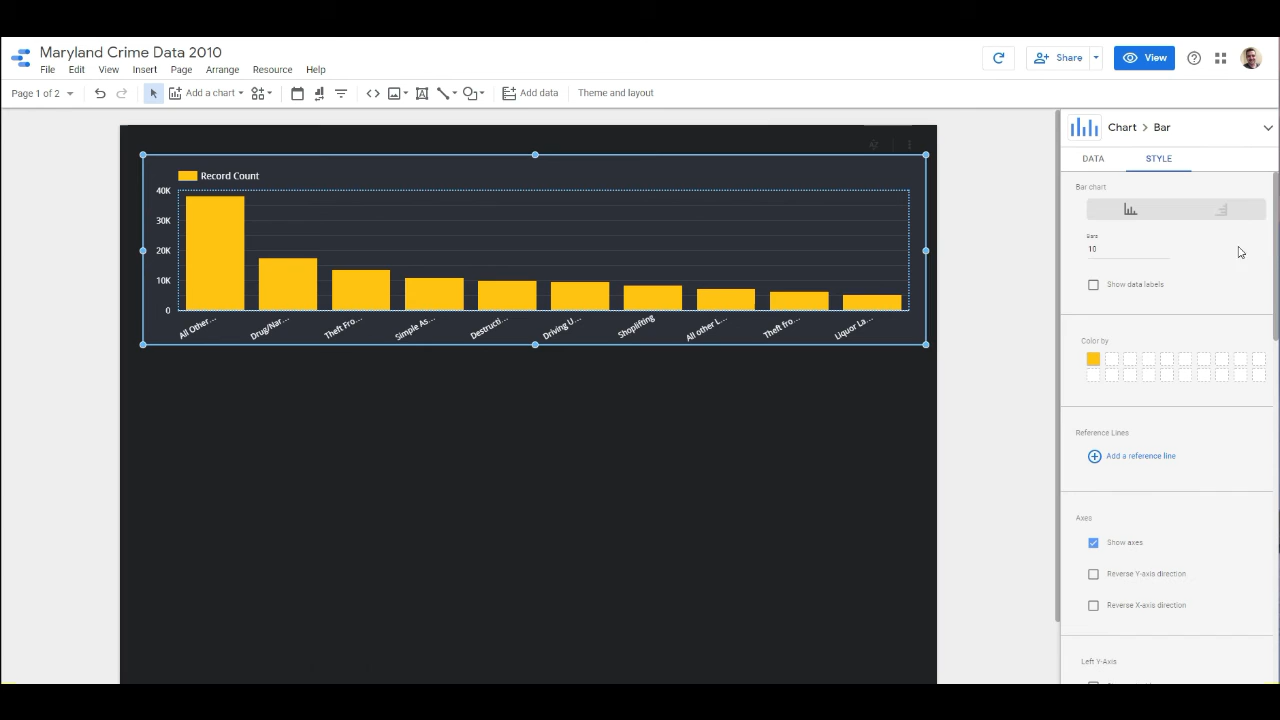 Maryland Crime Data 2010
File Edit View Insert Page Arrange Resource Help
Share
View
Page 1 of 2
Add a chart
Add data
Theme and layout
Record Count
40K
30K
20K
10K
0
All Other...
Drug/Nar...
Theft Fro...
Simple As...
Destructi...
Driving U...
Shoplifting
All other L...
Theft fro...
Liquor La...
Chart > Bar
DATA
STYLE
Bar chart
Bars
10
Show data labels
Color by
Reference Lines
Add a reference line
Axes
Show axes
Reverse Y-axis direction
Reverse X-axis direction
Left Y-Axis